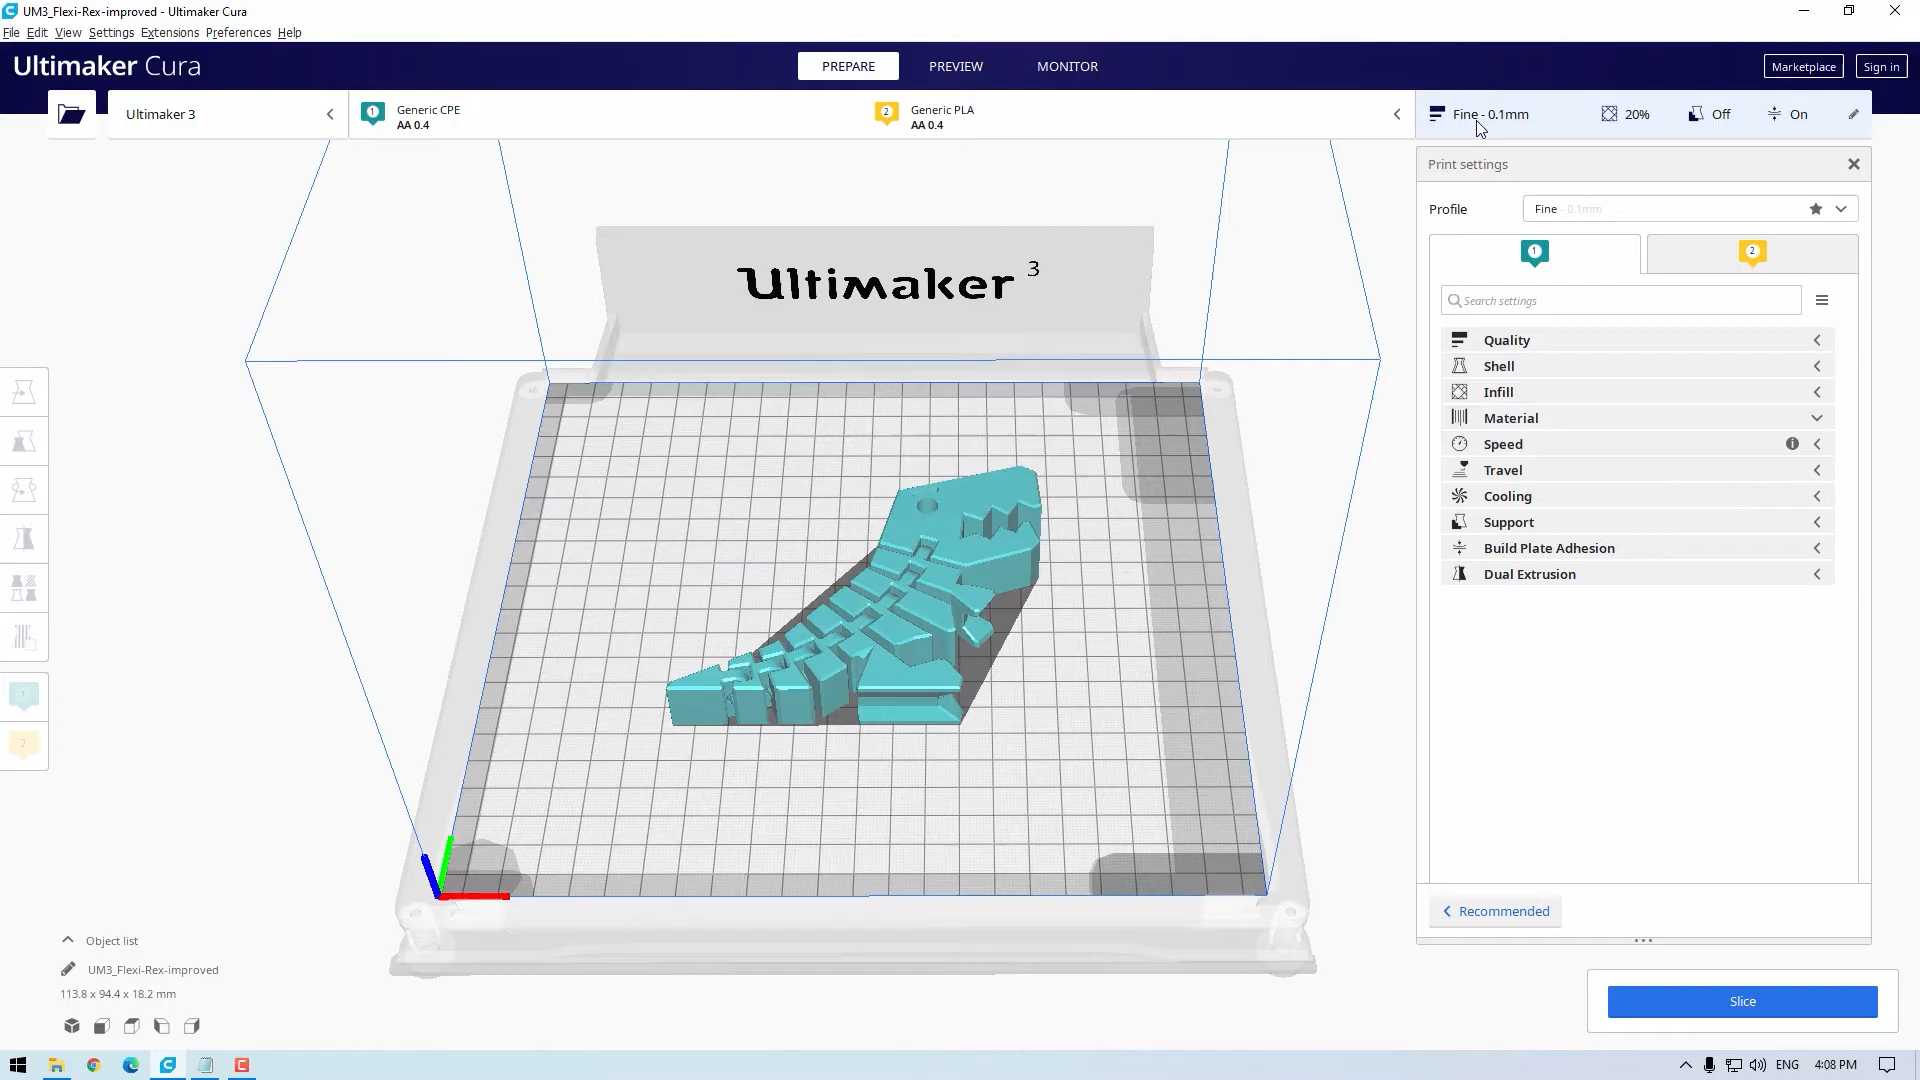 UM3_Flexi-Rex-improved - Ultimaker Cura
File Edit View Settings Extensions Preferences Help
Ultimaker Cura
PREPARE
PREVIEW
MONITOR
Marketplace
Sign in
Ultimaker 3
1
Generic CPE
AA 0.4
2
Generic PLA
AA 0.4
Fine - 0.1mm
20%
Off
On
Print settings
Profile
Fine - 0.1mm
1
2
Search settings
Quality
Shell
Infill
Material
Speed
Travel
Cooling
Support
Build Plate Adhesion
Dual Extrusion
Recommended
Slice
Ultimaker 3
1
2
Object list
UM3_Flexi-Rex-improved
113.8 x 94.4 x 18.2 mm
ENG
4:08 PM